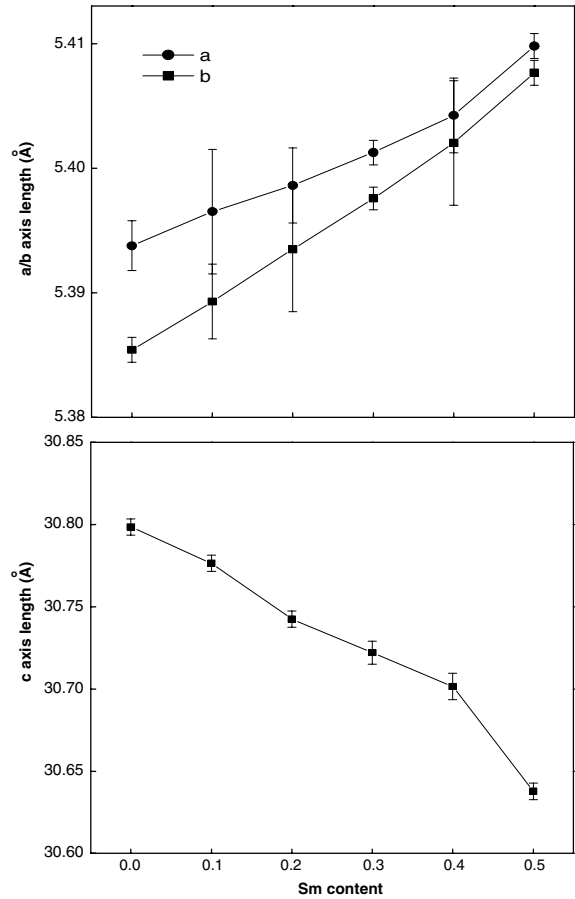 5.41
a
b
5.40
5.39
5.38
a/b axis length (Å)
30.85
30.80
30.75
30.70
30.65
30.60
c axis length (Å)
0.0 0.1 0.2 0.3 0.4 0.5
Sm content